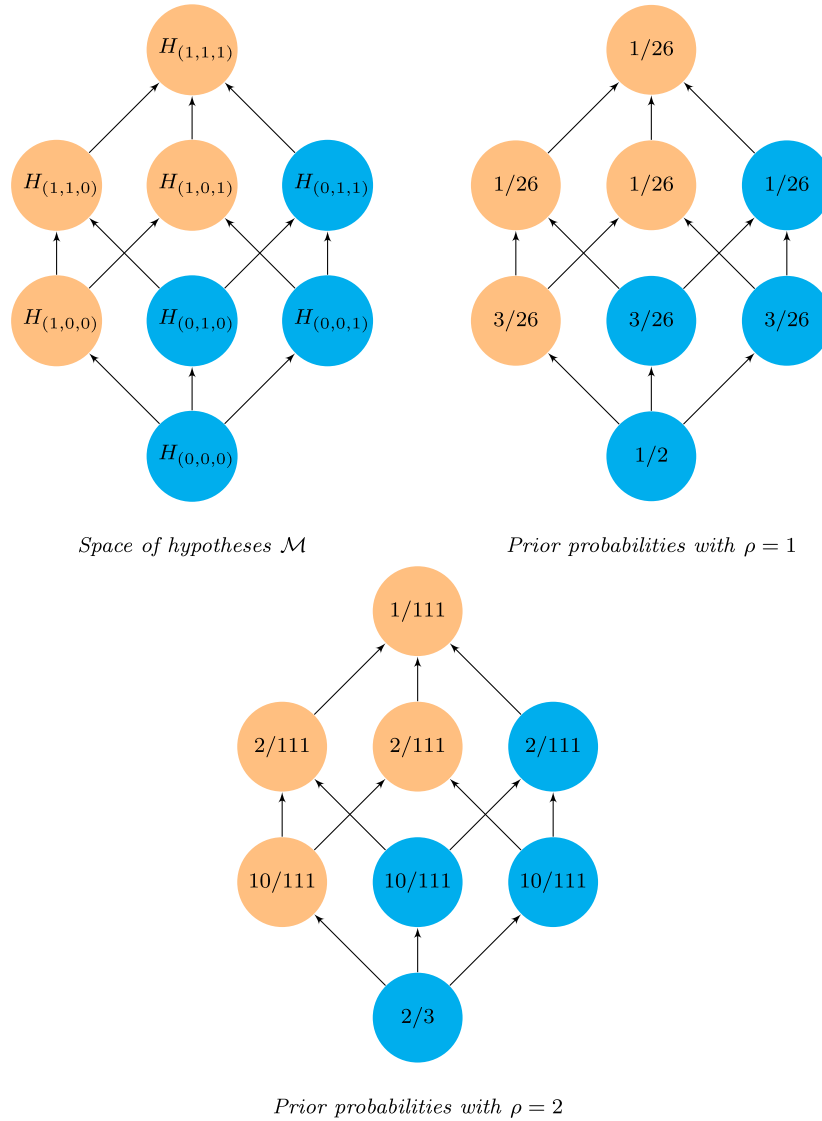 H(1,1,1)
1/26
H(1,1,0) H(1,0,1) H(0,1,1)
1/26 1/26 1/26
H(1,0,0) H(0,1,0) H(0,0,1)
3/26 3/26 3/26
H(0,0,0)
1/2
Space of hypotheses ℳ
Prior probabilities with ρ = 1
1/111
2/111 2/111 2/111
10/111 10/111 10/111
2/3
Prior probabilities with ρ = 2